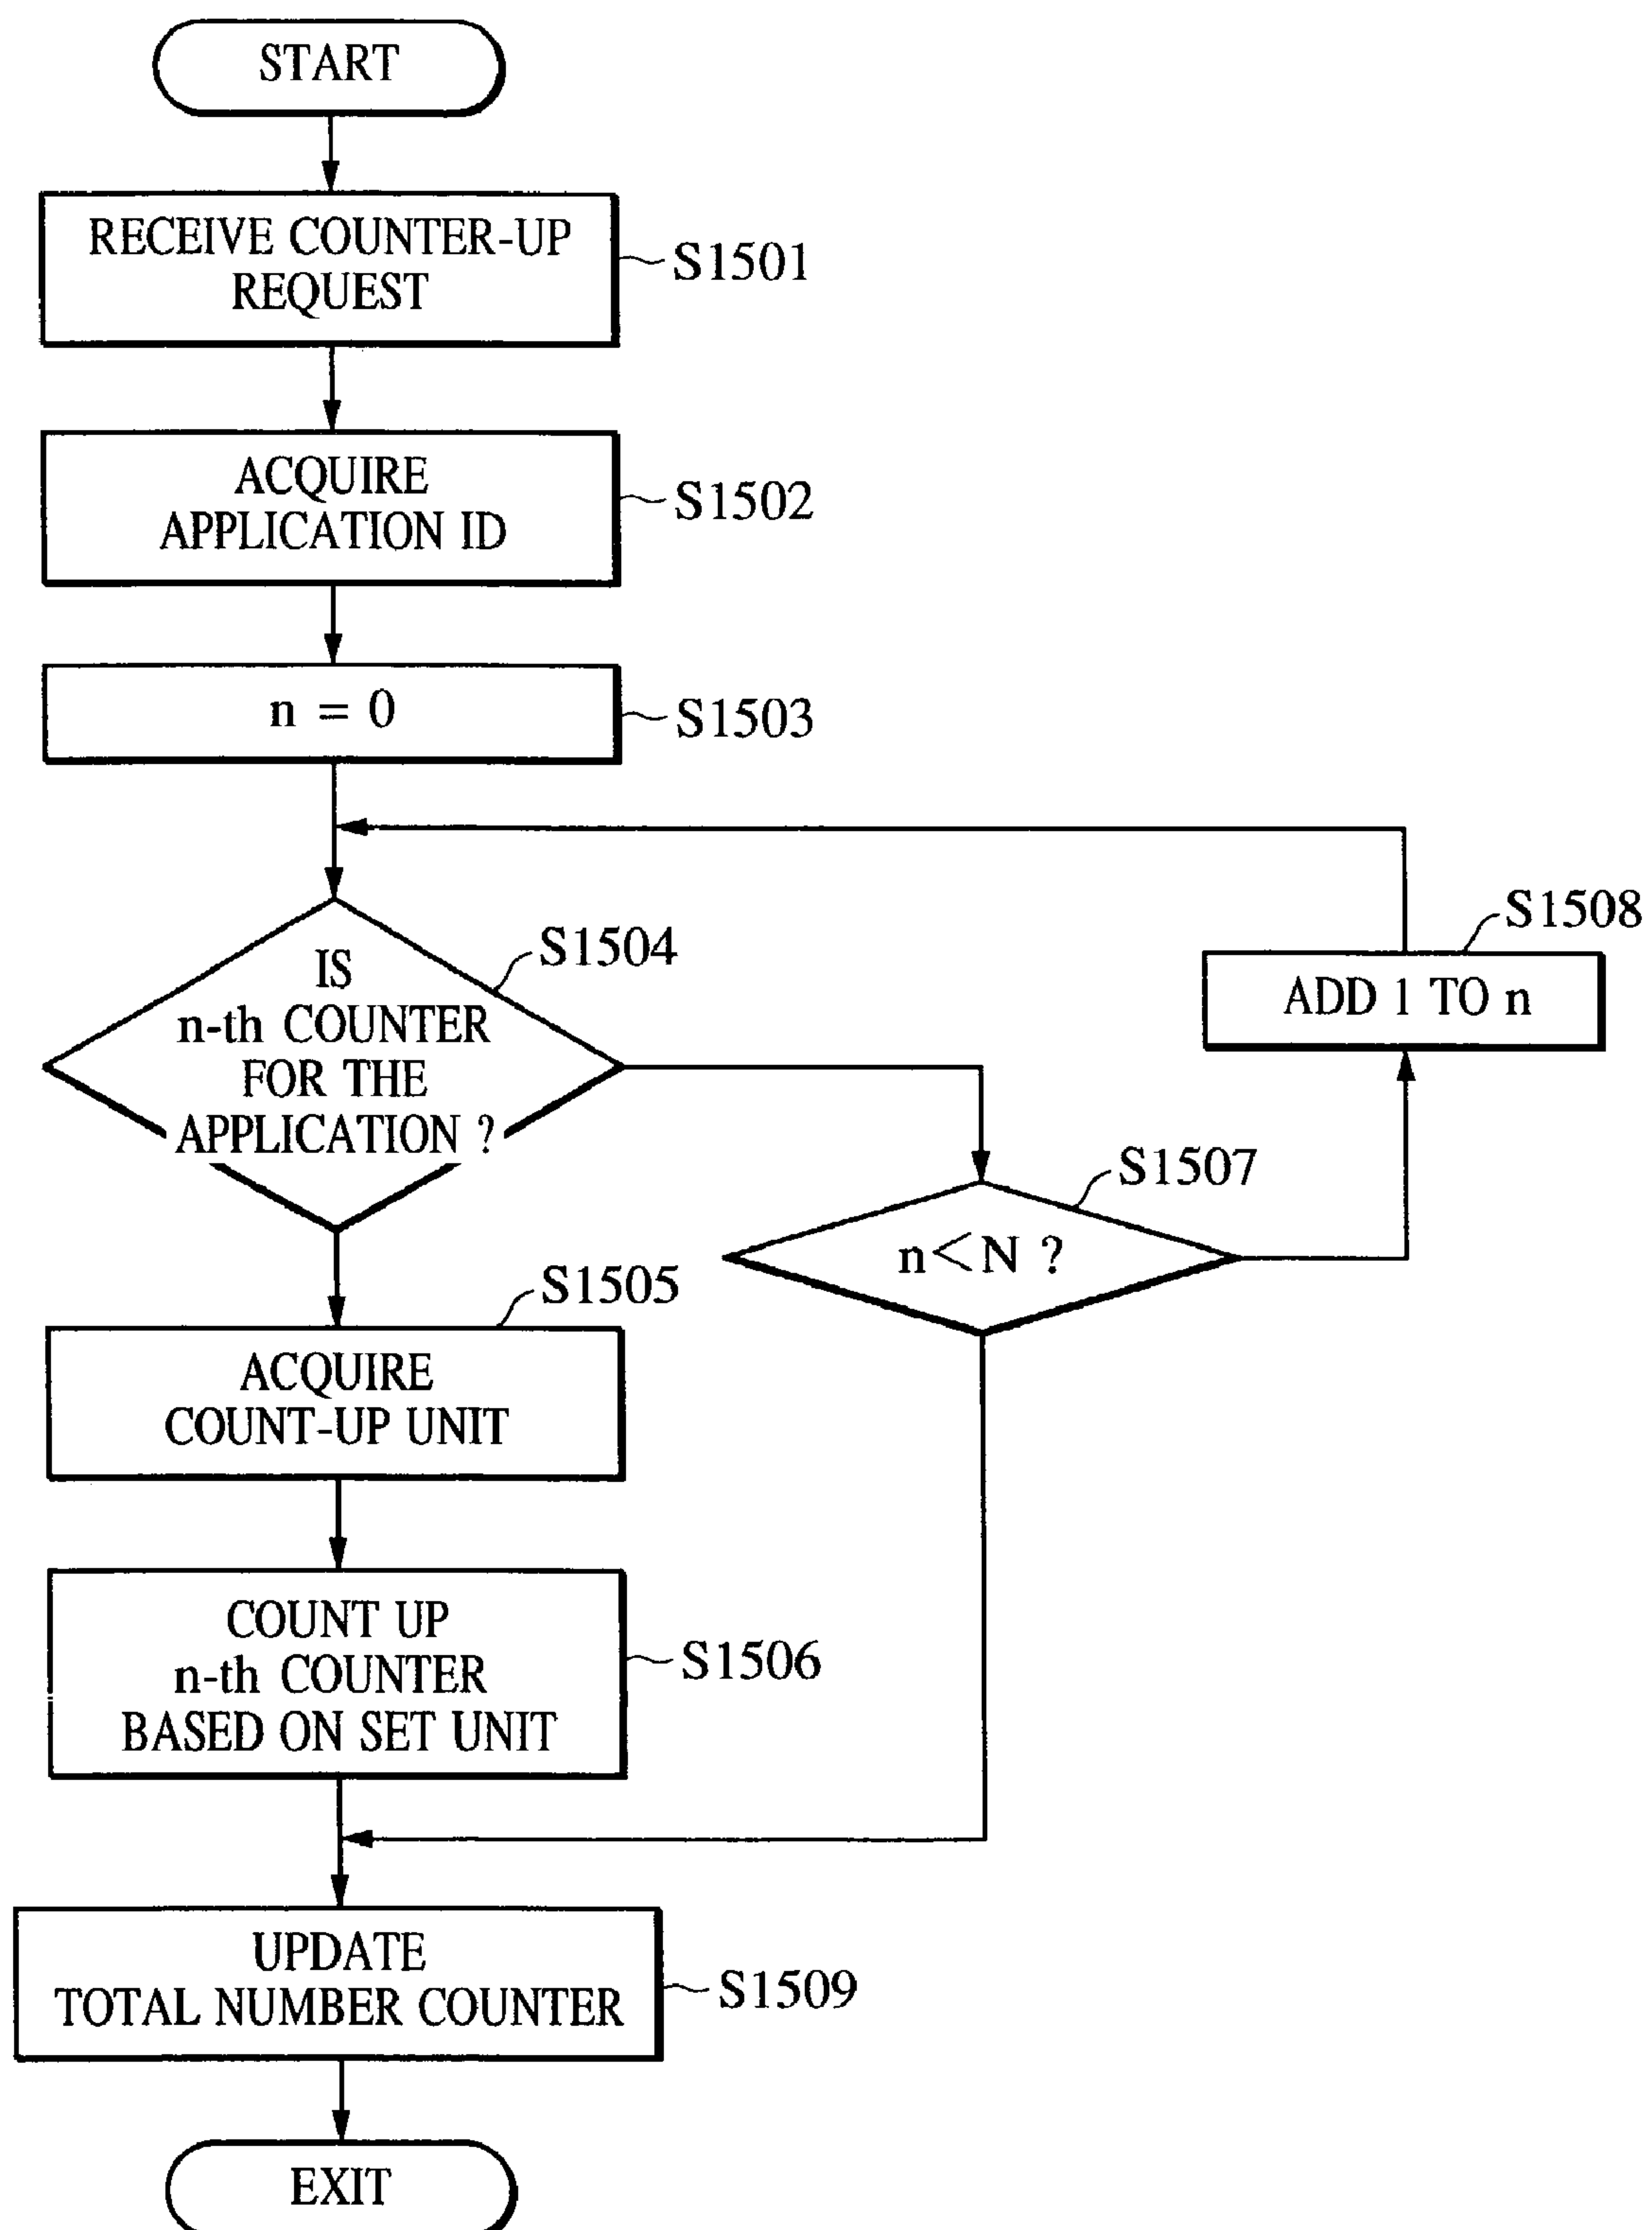 START
RECEIVE COUNTER-UP
REQUEST
S1501
ACQUIRE
APPLICATION ID
S1502
n = 0
S1503
IS
n-th COUNTER
FOR THE
APPLICATION ?
S1504
S1508
ADD 1 TO n
S1507
n<N ?
S1505
ACQUIRE
COUNT-UP UNIT
COUNT UP
n-th COUNTER
BASED ON SET UNIT
S1506
UPDATE
TOTAL NUMBER COUNTER
S1509
EXIT